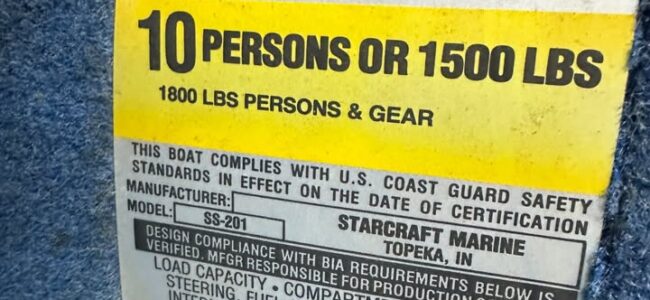 10 PERSONS OR 1500 LBS
1800 LBS PERSONS & GEAR
THIS BOAT COMPLIES WITH U.S. COAST GUARD SAFETY
STANDARDS IN EFFECT ON THE DATE OF CERTIFICATION
MANUFACTURER: STARCRAFT MARINE
MODEL: SS-201 TOPEKA, IN
DESIGN COMPLIANCE WITH BIA REQUIREMENTS BELOW IS
VERIFIED. MFGR RESPONSIBLE FOR PRODUCTION
LOAD CAPACITY •
STEERING,